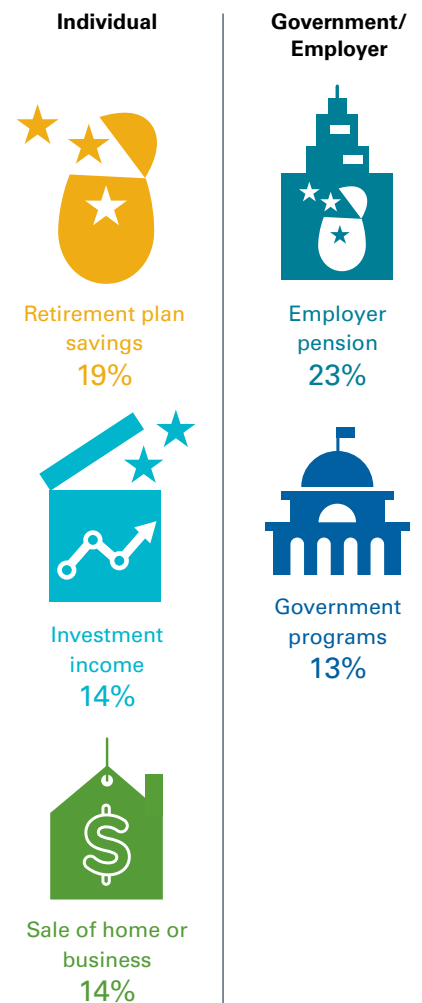 Individual
Retirement plan
savings
19%
Investment
income
14%
$
Sale of home or
business
14%
Government/
Employer
Employer
pension
23%
Government
programs
13%